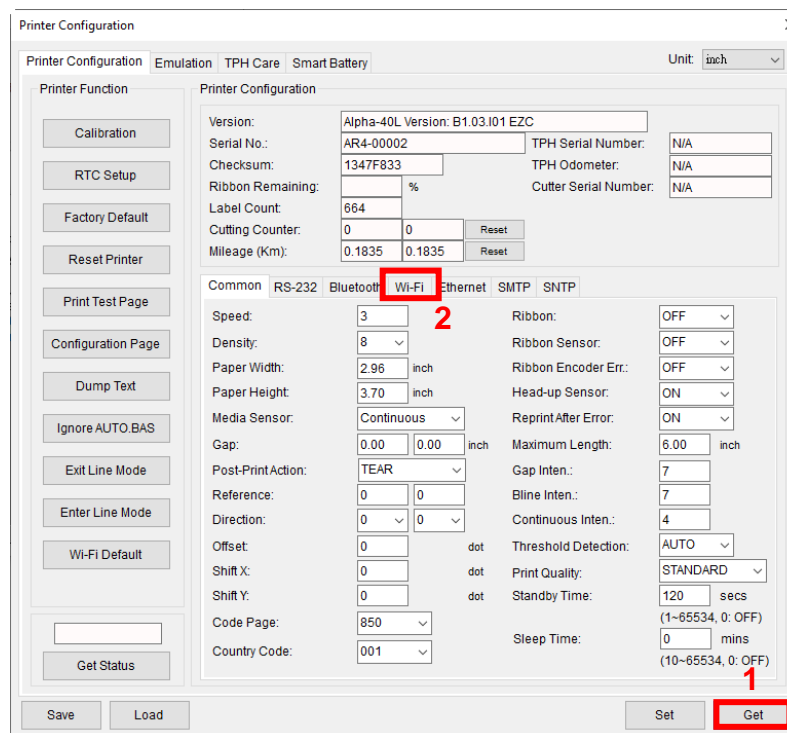 Printer Configuration
Printer Configuration Emulation TPH Care Smart Battery Unit: inch
Printer Function
Calibration
RTC Setup
Factory Default
Reset Printer
Print Test Page
Configuration Page
Dump Text
Ignore AUTO.BAS
Exit Line Mode
Enter Line Mode
Wi-Fi Default
Get Status
Printer Configuration
Version: Alpha-40L Version: B1.03.I01 EZC
Serial No.: AR4-00002 TPH Serial Number: N/A
Checksum: 1347F833 TPH Odometer: N/A
Ribbon Remaining: % Cutter Serial Number: N/A
Label Count: 664
Cutting Counter: 0 0 Reset
Mileage (Km): 0.1835 0.1835 Reset
Common RS-232 Bluetooth Wi-Fi Ethernet SMTP SNTP
2
Speed: 3 Ribbon: OFF
Density: 8 Ribbon Sensor: OFF
Paper Width: 2.96 inch Ribbon Encoder Err.: OFF
Paper Height: 3.70 inch Head-up Sensor: ON
Media Sensor: Continuous Reprint After Error: ON
Gap: 0.00 0.00 inch Maximum Length: 6.00 inch
Post-Print Action: TEAR Gap Inten.: 7
Reference: 0 0 Bline Inten.: 7
Direction: 0 0 Continuous Inten.: 4
Offset: 0 dot Threshold Detection: AUTO
Shift X: 0 dot Print Quality: STANDARD
Shift Y: 0 dot Standby Time: 120 secs
(1~65534, 0: OFF)
Code Page: 850
Sleep Time: 0 mins
Country Code: 001
(10~65534, 0: OFF)
1
Save Load Set Get